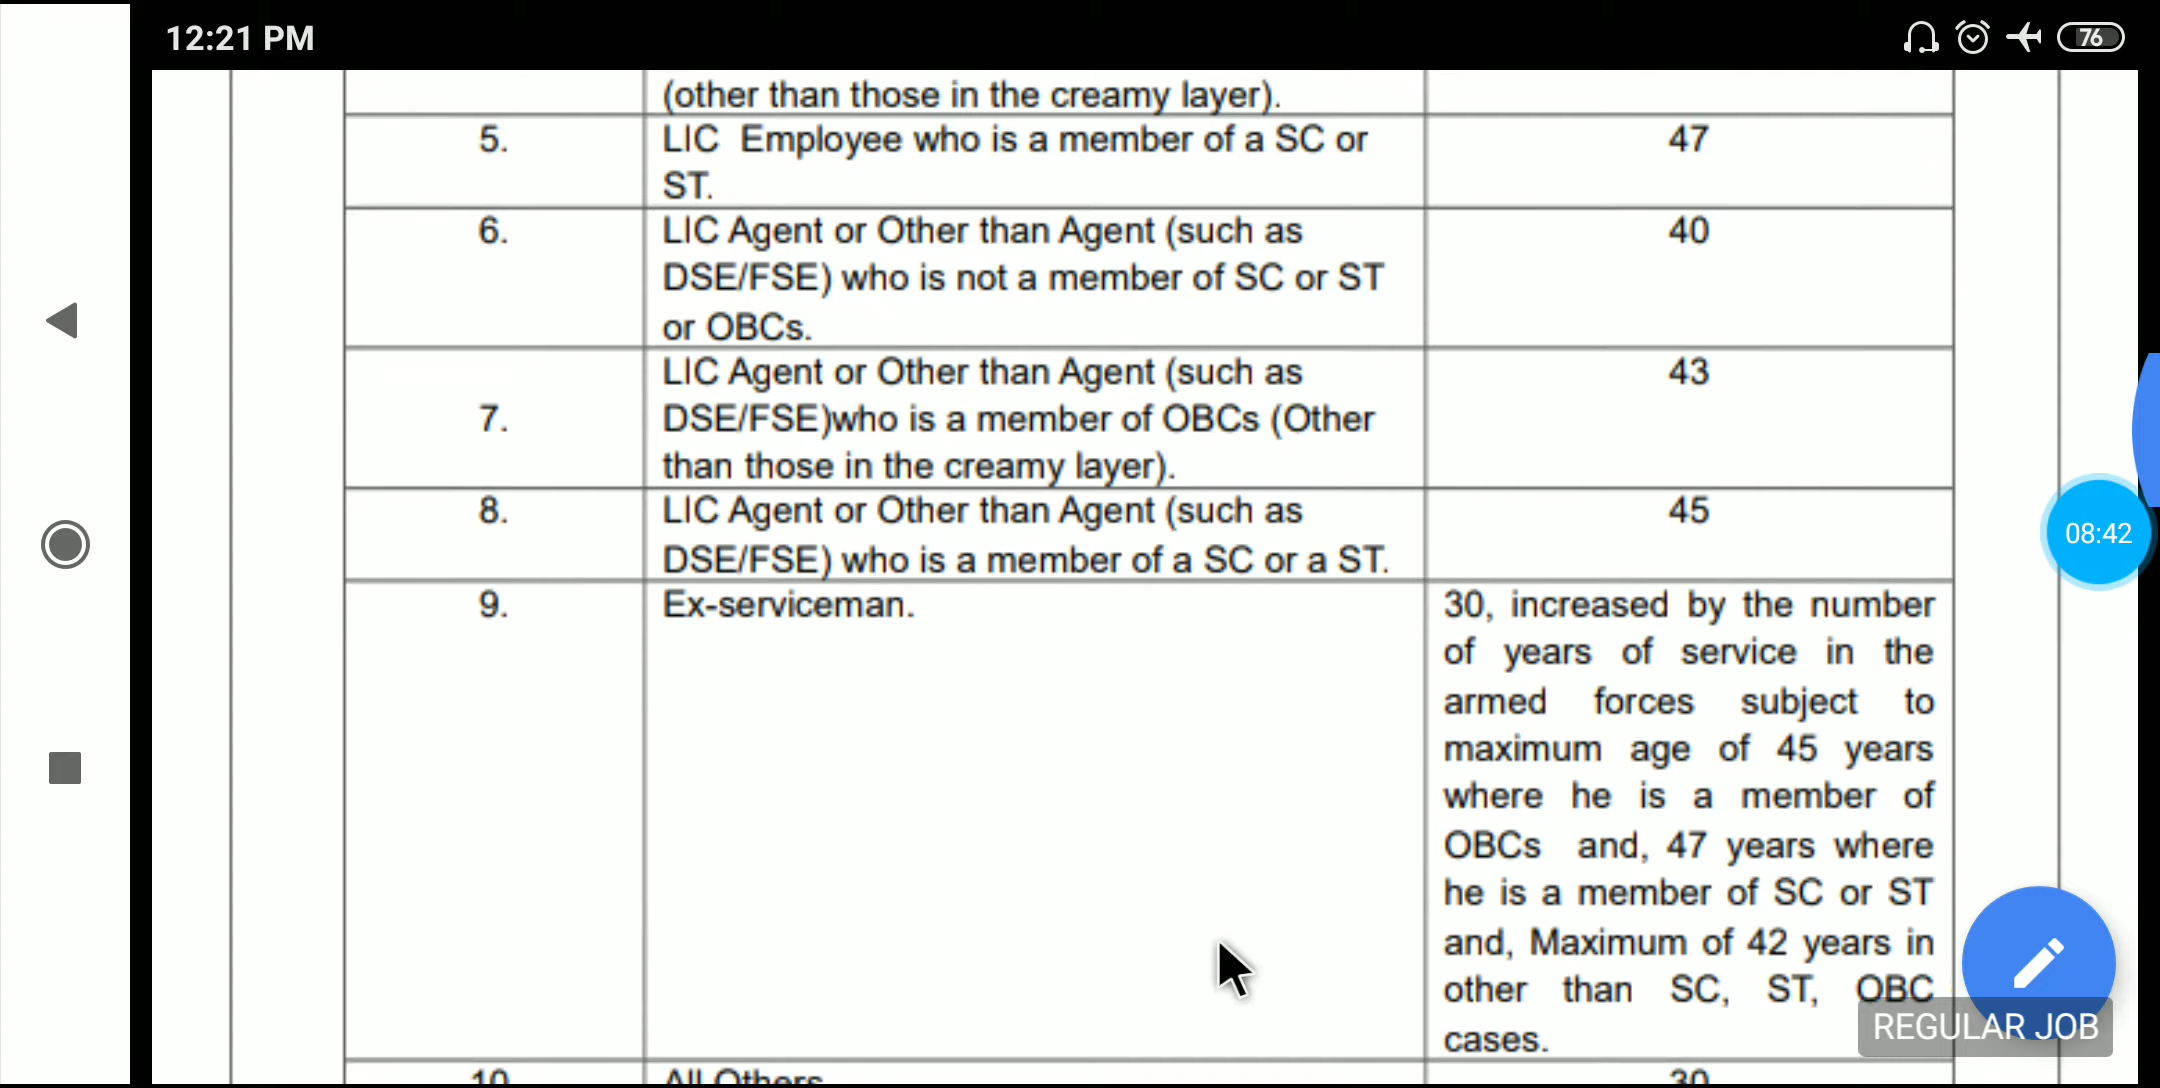 12:21 PM
76
(other than those in the creamy layer).
5. LIC Employee who is a member of a SC or 47
ST.
6. LIC Agent or Other than Agent (such as 40
DSE/FSE) who is not a member of SC or ST
or OBCs.
LIC Agent or Other than Agent (such as 43
7. DSE/FSE)who is a member of OBCs (Other
than those in the creamy layer).
8. LIC Agent or Other than Agent (such as 45
DSE/FSE) who is a member of a SC or a ST.
08:42
9. Ex-serviceman. 30, increased by the number
of years of service in the
armed forces subject to
maximum age of 45 years
where he is a member of
OBCs and, 47 years where
he is a member of SC or ST
and, Maximum of 42 years in
other than SC, ST, OBC
cases.
REGULAR JOB
10 All Others 30